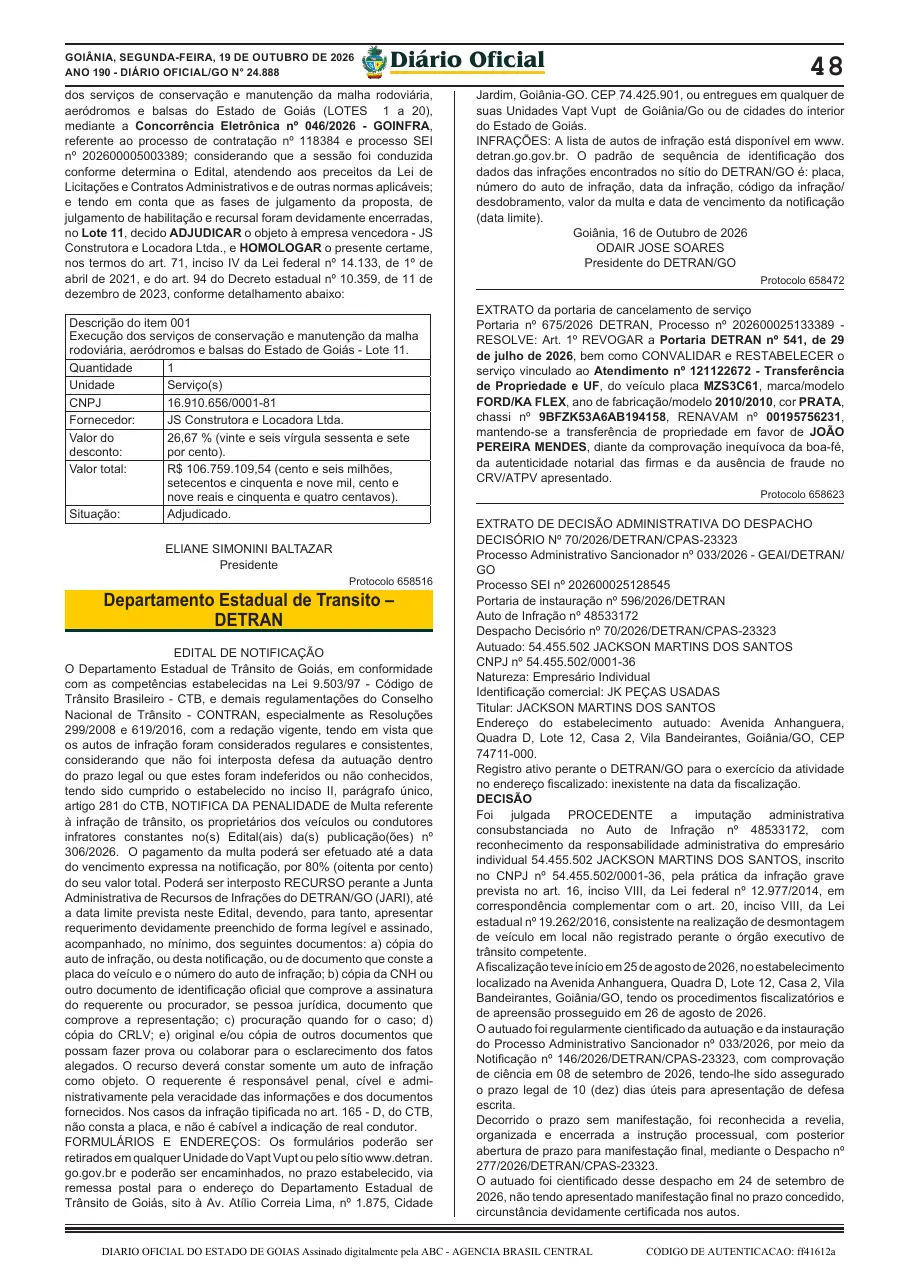 GOIÂNIA, SEGUNDA-FEIRA, 19 DE OUTUBRO DE 2026
ANO 190 - DIÁRIO OFICIAL/GO N° 24.888
Diário Oficial
48
dos serviços de conservação e manutenção da malha rodoviária,
aeródromos e balsas do Estado de Goiás (LOTES 1 a 20),
mediante a Concorrência Eletrônica nº 046/2026 - GOINFRA,
referente ao processo de contratação nº 118384 e processo SEI
nº 202600005003389; considerando que a sessão foi conduzida
conforme determina o Edital, atendendo aos preceitos da Lei de
Licitações e Contratos Administrativos e de outras normas aplicáveis;
e tendo em conta que as fases de julgamento da proposta, de
julgamento de habilitação e recursal foram devidamente encerradas,
no Lote 11, decido ADJUDICAR o objeto à empresa vencedora - JS
Construtora e Locadora Ltda., e HOMOLOGAR o presente certame,
nos termos do art. 71, inciso IV da Lei federal nº 14.133, de 1º de
abril de 2021, e do art. 94 do Decreto estadual nº 10.359, de 11 de
dezembro de 2023, conforme detalhamento abaixo:
Descrição do item 001
Execução dos serviços de conservação e manutenção da malha
rodoviária, aeródromos e balsas do Estado de Goiás - Lote 11.
Quantidade 1
Unidade Serviço(s)
CNPJ 16.910.656/0001-81
Fornecedor: JS Construtora e Locadora Ltda.
Valor do desconto: 26,67 % (vinte e seis vírgula sessenta e sete
por cento).
Valor total: R$ 106.759.109,54 (cento e seis milhões,
setecentos e cinquenta e nove mil, cento e
nove reais e cinquenta e quatro centavos).
Situação: Adjudicado.
ELIANE SIMONINI BALTAZAR
Presidente
Protocolo 658516
Departamento Estadual de Transito –
DETRAN
EDITAL DE NOTIFICAÇÃO
O Departamento Estadual de Trânsito de Goiás, em conformidade
com as competências estabelecidas na Lei 9.503/97 - Código de
Trânsito Brasileiro - CTB, e demais regulamentações do Conselho
Nacional de Trânsito - CONTRAN, especialmente as Resoluções
299/2008 e 619/2016, com a redação vigente, tendo em vista que
os autos de infração foram considerados regulares e consistentes,
considerando que não foi interposta defesa da autuação dentro
do prazo legal ou que estes foram indeferidos ou não conhecidos,
tendo sido cumprido o estabelecido no inciso II, parágrafo único,
artigo 281 do CTB, NOTIFICA DA PENALIDADE de Multa referente
à infração de trânsito, os proprietários dos veículos ou condutores
infratores constantes no(s) Edital(ais) da(s) publicação(ões) nº
306/2026. O pagamento da multa poderá ser efetuado até a data
do vencimento expressa na notificação, por 80% (oitenta por cento)
do seu valor total. Poderá ser interposto RECURSO perante a Junta
Administrativa de Recursos de Infrações do DETRAN/GO (JARI), até
a data limite prevista neste Edital, devendo, para tanto, apresentar
requerimento devidamente preenchido de forma legível e assinado,
acompanhado, no mínimo, dos seguintes documentos: a) cópia do
auto de infração, ou desta notificação, ou de documento que conste a
placa do veículo e o número do auto de infração; b) cópia da CNH ou
outro documento de identificação oficial que comprove a assinatura
do requerente ou procurador, se pessoa jurídica, documento que
comprove a representação; c) procuração quando for o caso; d)
cópia do CRLV; e) original e/ou cópia de outros documentos que
possam fazer prova ou colaborar para o esclarecimento dos fatos
alegados. O recurso deverá constar somente um auto de infração
como objeto. O requerente é responsável penal, cível e admi-
nistrativamente pela veracidade das informações e dos documentos
fornecidos. Nos casos da infração tipificada no art. 165 - D, do CTB,
não consta a placa, e não é cabível a indicação de real condutor.
FORMULÁRIOS E ENDEREÇOS: Os formulários poderão ser
retirados em qualquer Unidade do Vapt Vupt ou pelo sítio www.detran.
go.gov.br e poderão ser encaminhados, no prazo estabelecido, via
remessa postal para o endereço do Departamento Estadual de
Trânsito de Goiás, sito à Av. Atílio Correia Lima, nº 1.875, Cidade
Jardim, Goiânia-GO. CEP 74.425.901, ou entregues em qualquer de
suas Unidades Vapt Vupt de Goiânia/Go ou de cidades do interior
do Estado de Goiás.
INFRAÇÕES: A lista de autos de infração está disponível em www.
detran.go.gov.br. O padrão de sequência de identificação dos
dados das infrações encontrados no sítio do DETRAN/GO é: placa,
número do auto de infração, data da infração, código da infração/
desdobramento, valor da multa e data de vencimento da notificação
(data limite).
Goiânia, 16 de Outubro de 2026
ODAIR JOSE SOARES
Presidente do DETRAN/GO
Protocolo 658472
EXTRATO da portaria de cancelamento de serviço
Portaria nº 675/2026 DETRAN, Processo nº 202600025133389 -
RESOLVE: Art. 1º REVOGAR a Portaria DETRAN nº 541, de 29
de julho de 2026, bem como CONVALIDAR e RESTABELECER o
serviço vinculado ao Atendimento nº 121122672 - Transferência
de Propriedade e UF, do veículo placa MZS3C61, marca/modelo
FORD/KA FLEX, ano de fabricação/modelo 2010/2010, cor PRATA,
chassi nº 9BFZK53A6AB194158, RENAVAM nº 00195756231,
mantendo-se a transferência de propriedade em favor de JOÃO
PEREIRA MENDES, diante da comprovação inequívoca da boa-fé,
da autenticidade notarial das firmas e da ausência de fraude no
CRV/ATPV apresentado.
Protocolo 658623
EXTRATO DE DECISÃO ADMINISTRATIVA DO DESPACHO
DECISÓRIO Nº 70/2026/DETRAN/CPAS-23323
Processo Administrativo Sancionador nº 033/2026 - GEAI/DETRAN/
GO
Processo SEI nº 202600025128545
Portaria de instauração nº 596/2026/DETRAN
Auto de Infração nº 48533172
Despacho Decisório nº 70/2026/DETRAN/CPAS-23323
Autuado: 54.455.502 JACKSON MARTINS DOS SANTOS
CNPJ nº 54.455.502/0001-36
Natureza: Empresário Individual
Identificação comercial: JK PEÇAS USADAS
Titular: JACKSON MARTINS DOS SANTOS
Endereço do estabelecimento autuado: Avenida Anhanguera,
Quadra D, Lote 12, Casa 2, Vila Bandeirantes, Goiânia/GO, CEP
74711-000.
Registro ativo perante o DETRAN/GO para o exercício da atividade
no endereço fiscalizado: inexistente na data da fiscalização.
DECISÃO
Foi julgada PROCEDENTE a imputação administrativa
consubstanciada no Auto de Infração nº 48533172, com
reconhecimento da responsabilidade administrativa do empresário
individual 54.455.502 JACKSON MARTINS DOS SANTOS, inscrito
no CNPJ nº 54.455.502/0001-36, pela prática da infração grave
prevista no art. 16, inciso VIII, da Lei federal nº 12.977/2014, em
correspondência complementar com o art. 20, inciso VIII, da Lei
estadual nº 19.262/2016, consistente na realização de desmontagem
de veículo em local não registrado perante o órgão executivo de
trânsito competente.
A fiscalização teve início em 25 de agosto de 2026, no estabelecimento
localizado na Avenida Anhanguera, Quadra D, Lote 12, Casa 2, Vila
Bandeirantes, Goiânia/GO, tendo os procedimentos fiscalizatórios e
de apreensão prosseguido em 26 de agosto de 2026.
O autuado foi regularmente cientificado da autuação e da instauração
do Processo Administrativo Sancionador nº 033/2026, por meio da
Notificação nº 146/2026/DETRAN/CPAS-23323, com comprovação
de ciência em 08 de setembro de 2026, tendo-lhe sido assegurado
o prazo legal de 10 (dez) dias úteis para apresentação de defesa
escrita.
Decorrido o prazo sem manifestação, foi reconhecida a revelia,
organizada e encerrada a instrução processual, com posterior
abertura de prazo para manifestação final, mediante o Despacho nº
277/2026/DETRAN/CPAS-23323.
O autuado foi cientificado desse despacho em 24 de setembro de
2026, não tendo apresentado manifestação final no prazo concedido,
circunstância devidamente certificada nos autos.
DIARIO OFICIAL DO ESTADO DE GOIAS Assinado digitalmente pela ABC - AGENCIA BRASIL CENTRAL CODIGO DE AUTENTICACAO: ff41612a